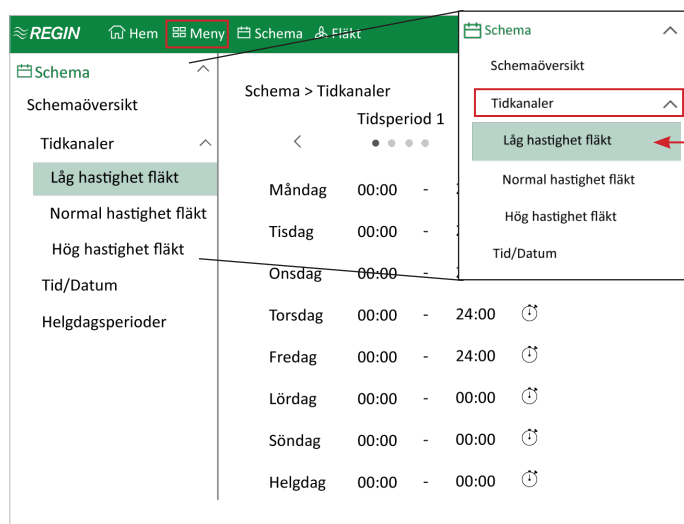 REGIN Hem Meny Schema Fläkt
Schema
Schemaöversikt
Tidkanaler
Låg hastighet fläkt
Normal hastighet fläkt
Hög hastighet fläkt
Tid/Datum
Helgdagsperioder
Schema > Tidkanaler
Tidsperiod 1
Måndag 00:00 -
Tisdag 00:00 -
Onsdag 00:00 -
Torsdag 00:00 - 24:00
Fredag 00:00 - 24:00
Lördag 00:00 - 00:00
Söndag 00:00 - 00:00
Helgdag 00:00 - 00:00
Schema
Schemaöversikt
Tidkanaler
Låg hastighet fläkt
Normal hastighet fläkt
Hög hastighet fläkt
Tid/Datum